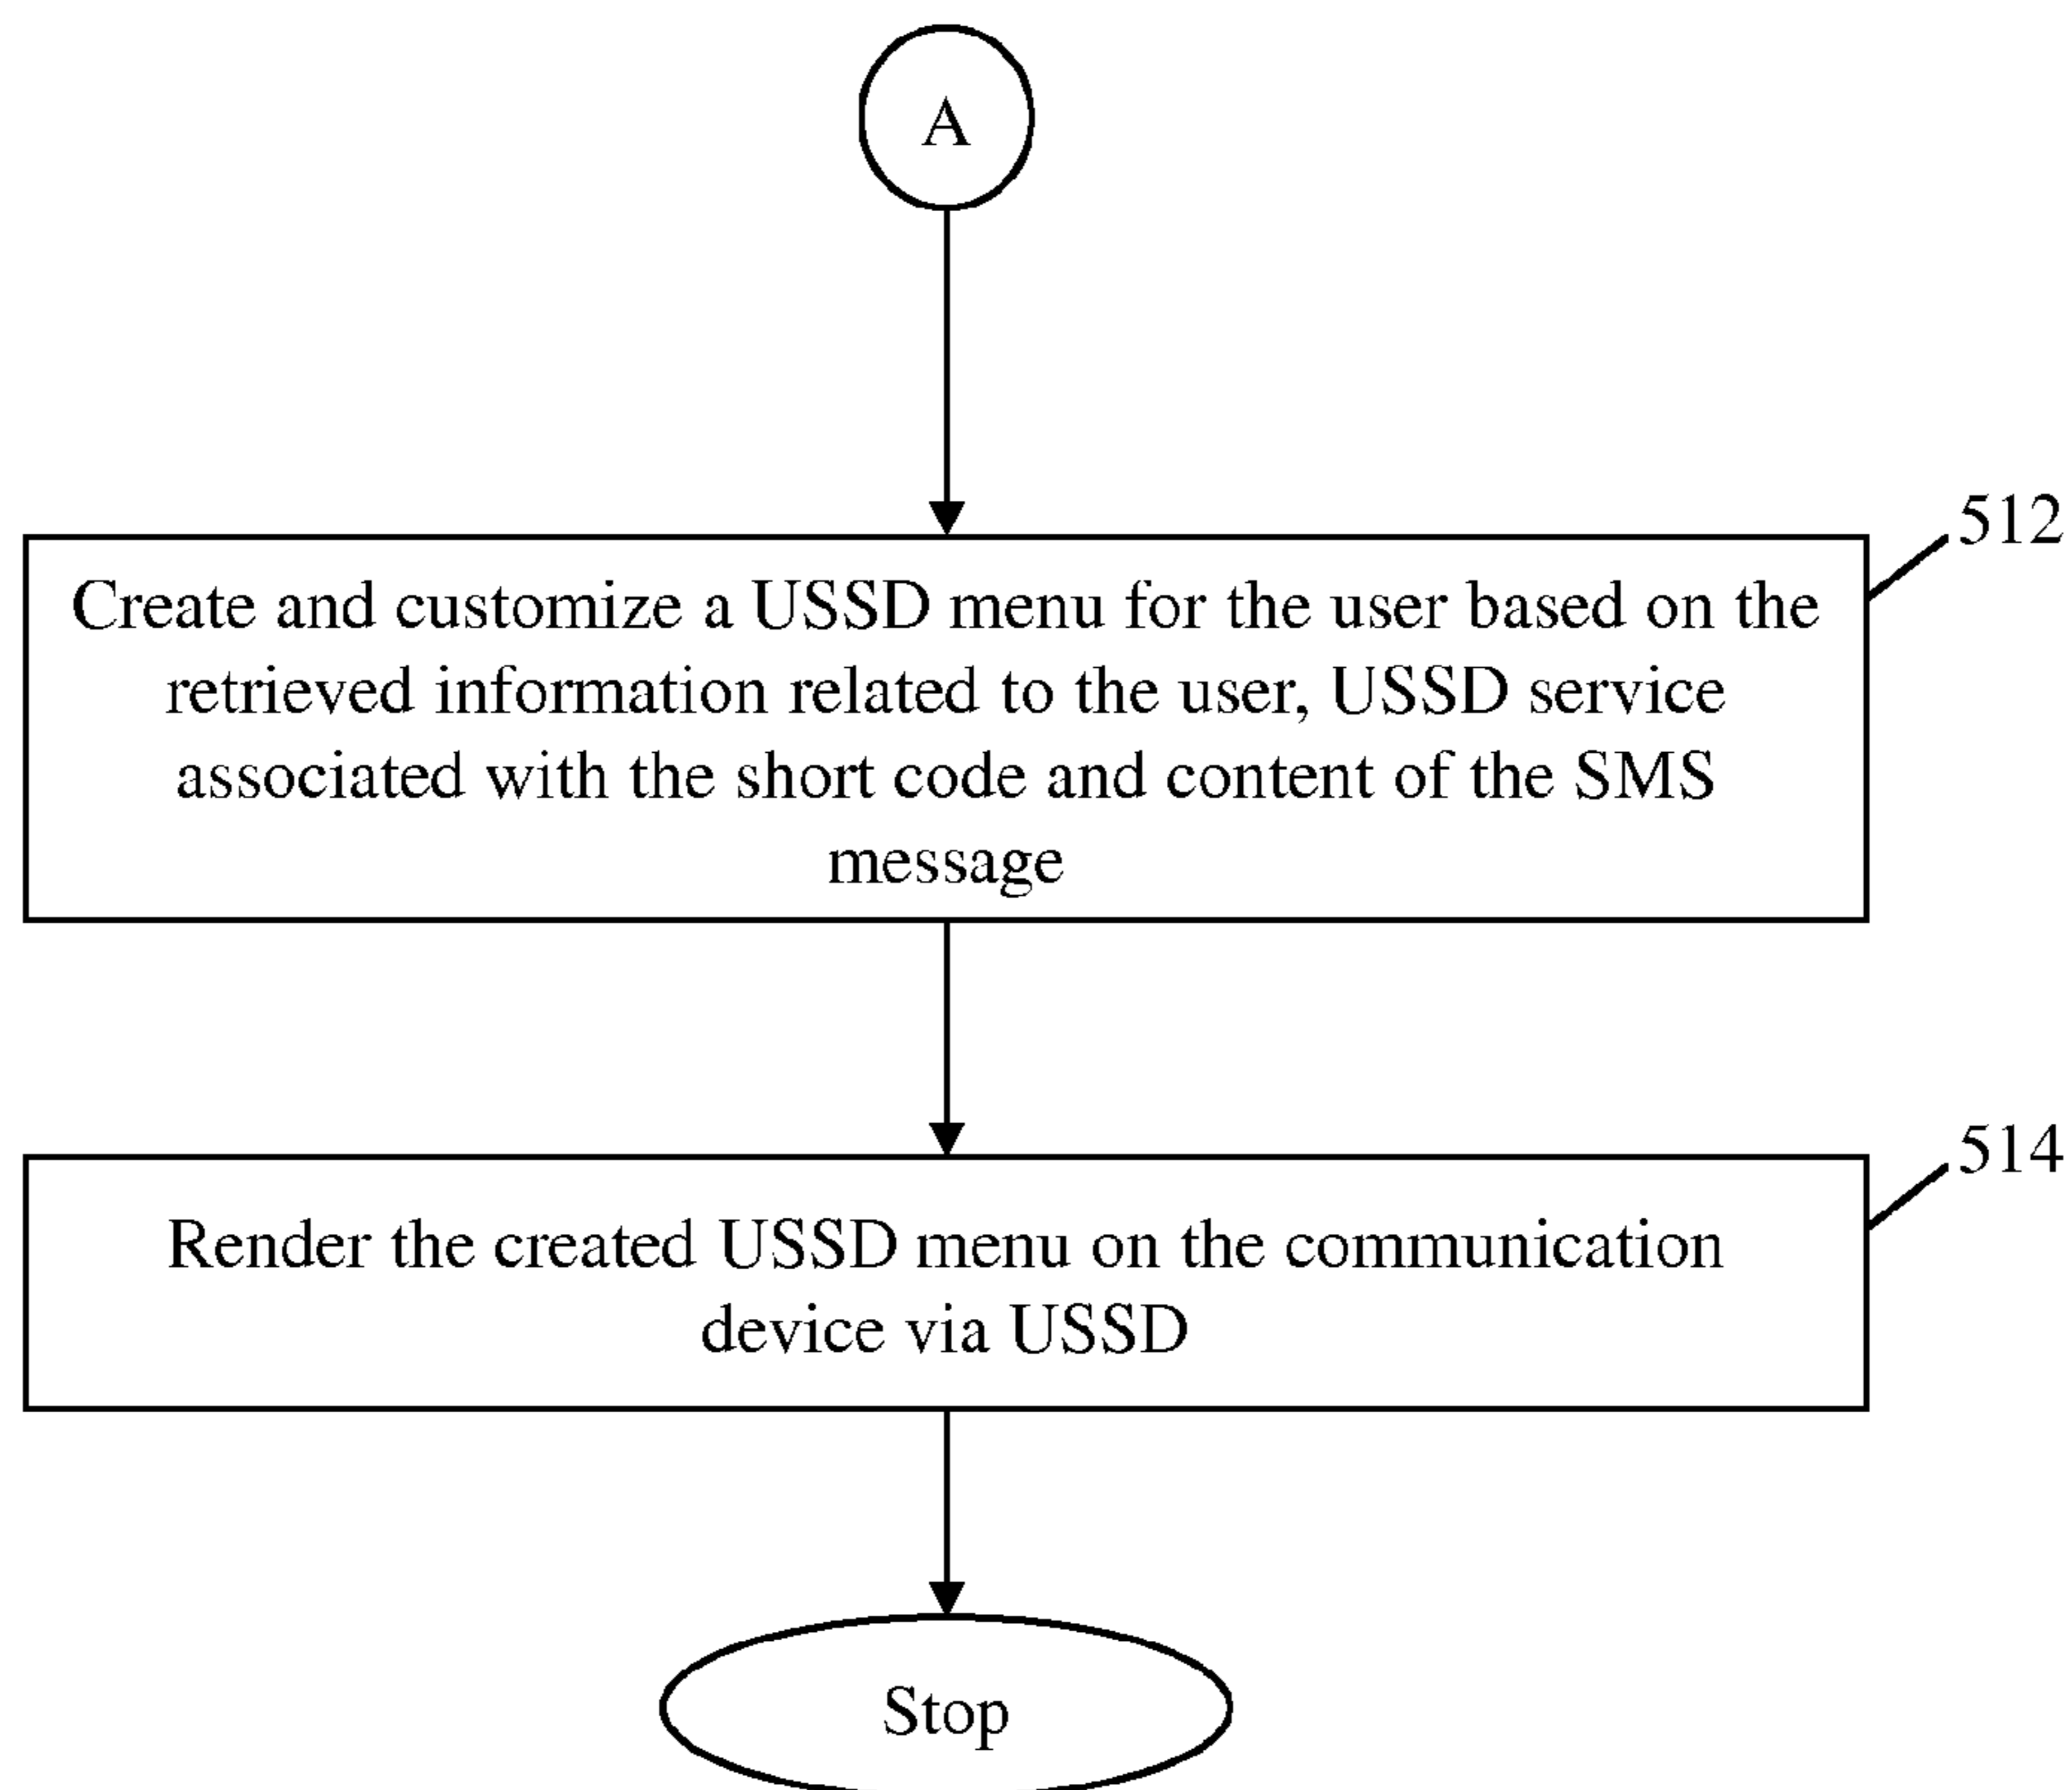 A
512
Create and customize a USSD menu for the user based on the
retrieved information related to the user, USSD service
associated with the short code and content of the SMS
message
514
Render the created USSD menu on the communication
device via USSD
Stop